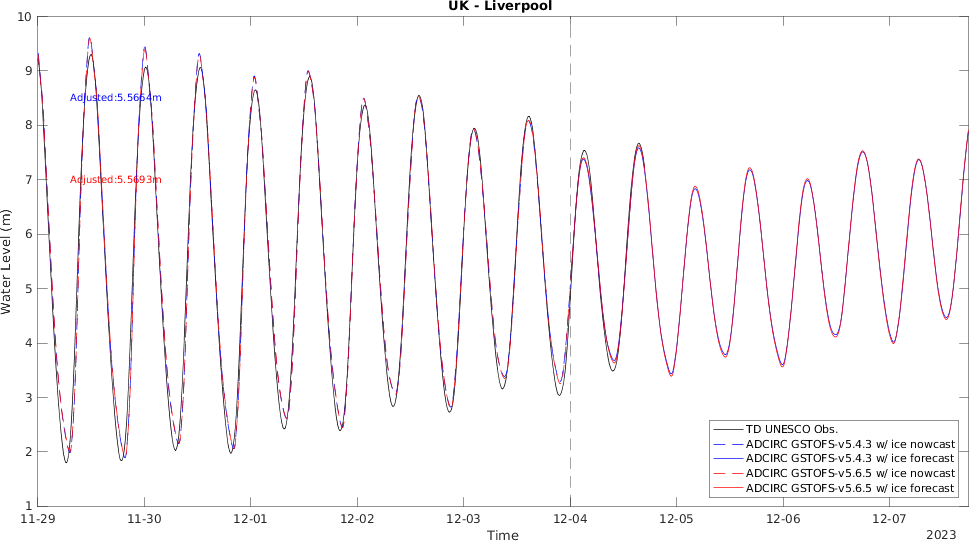 UK - Liverpool
10
9
8
7
6
5
4
3
2
1
Water Level (m)
Adjusted:5.5664m
Adjusted:5.5693m
TD UNESCO Obs.
ADCIRC GSTOFS-v5.4.3 w/ ice nowcast
ADCIRC GSTOFS-v5.4.3 w/ ice forecast
ADCIRC GSTOFS-v5.6.5 w/ ice nowcast
ADCIRC GSTOFS-v5.6.5 w/ ice forecast
11-29 11-30 12-01 12-02 12-03 12-04 12-05 12-06 12-07
Time
2023